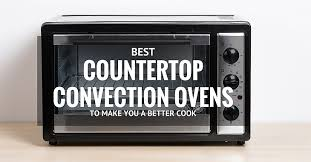 BEST
COUNTERTOP
CONVECTION OVENS
TO MAKE YOU A BETTER COOK